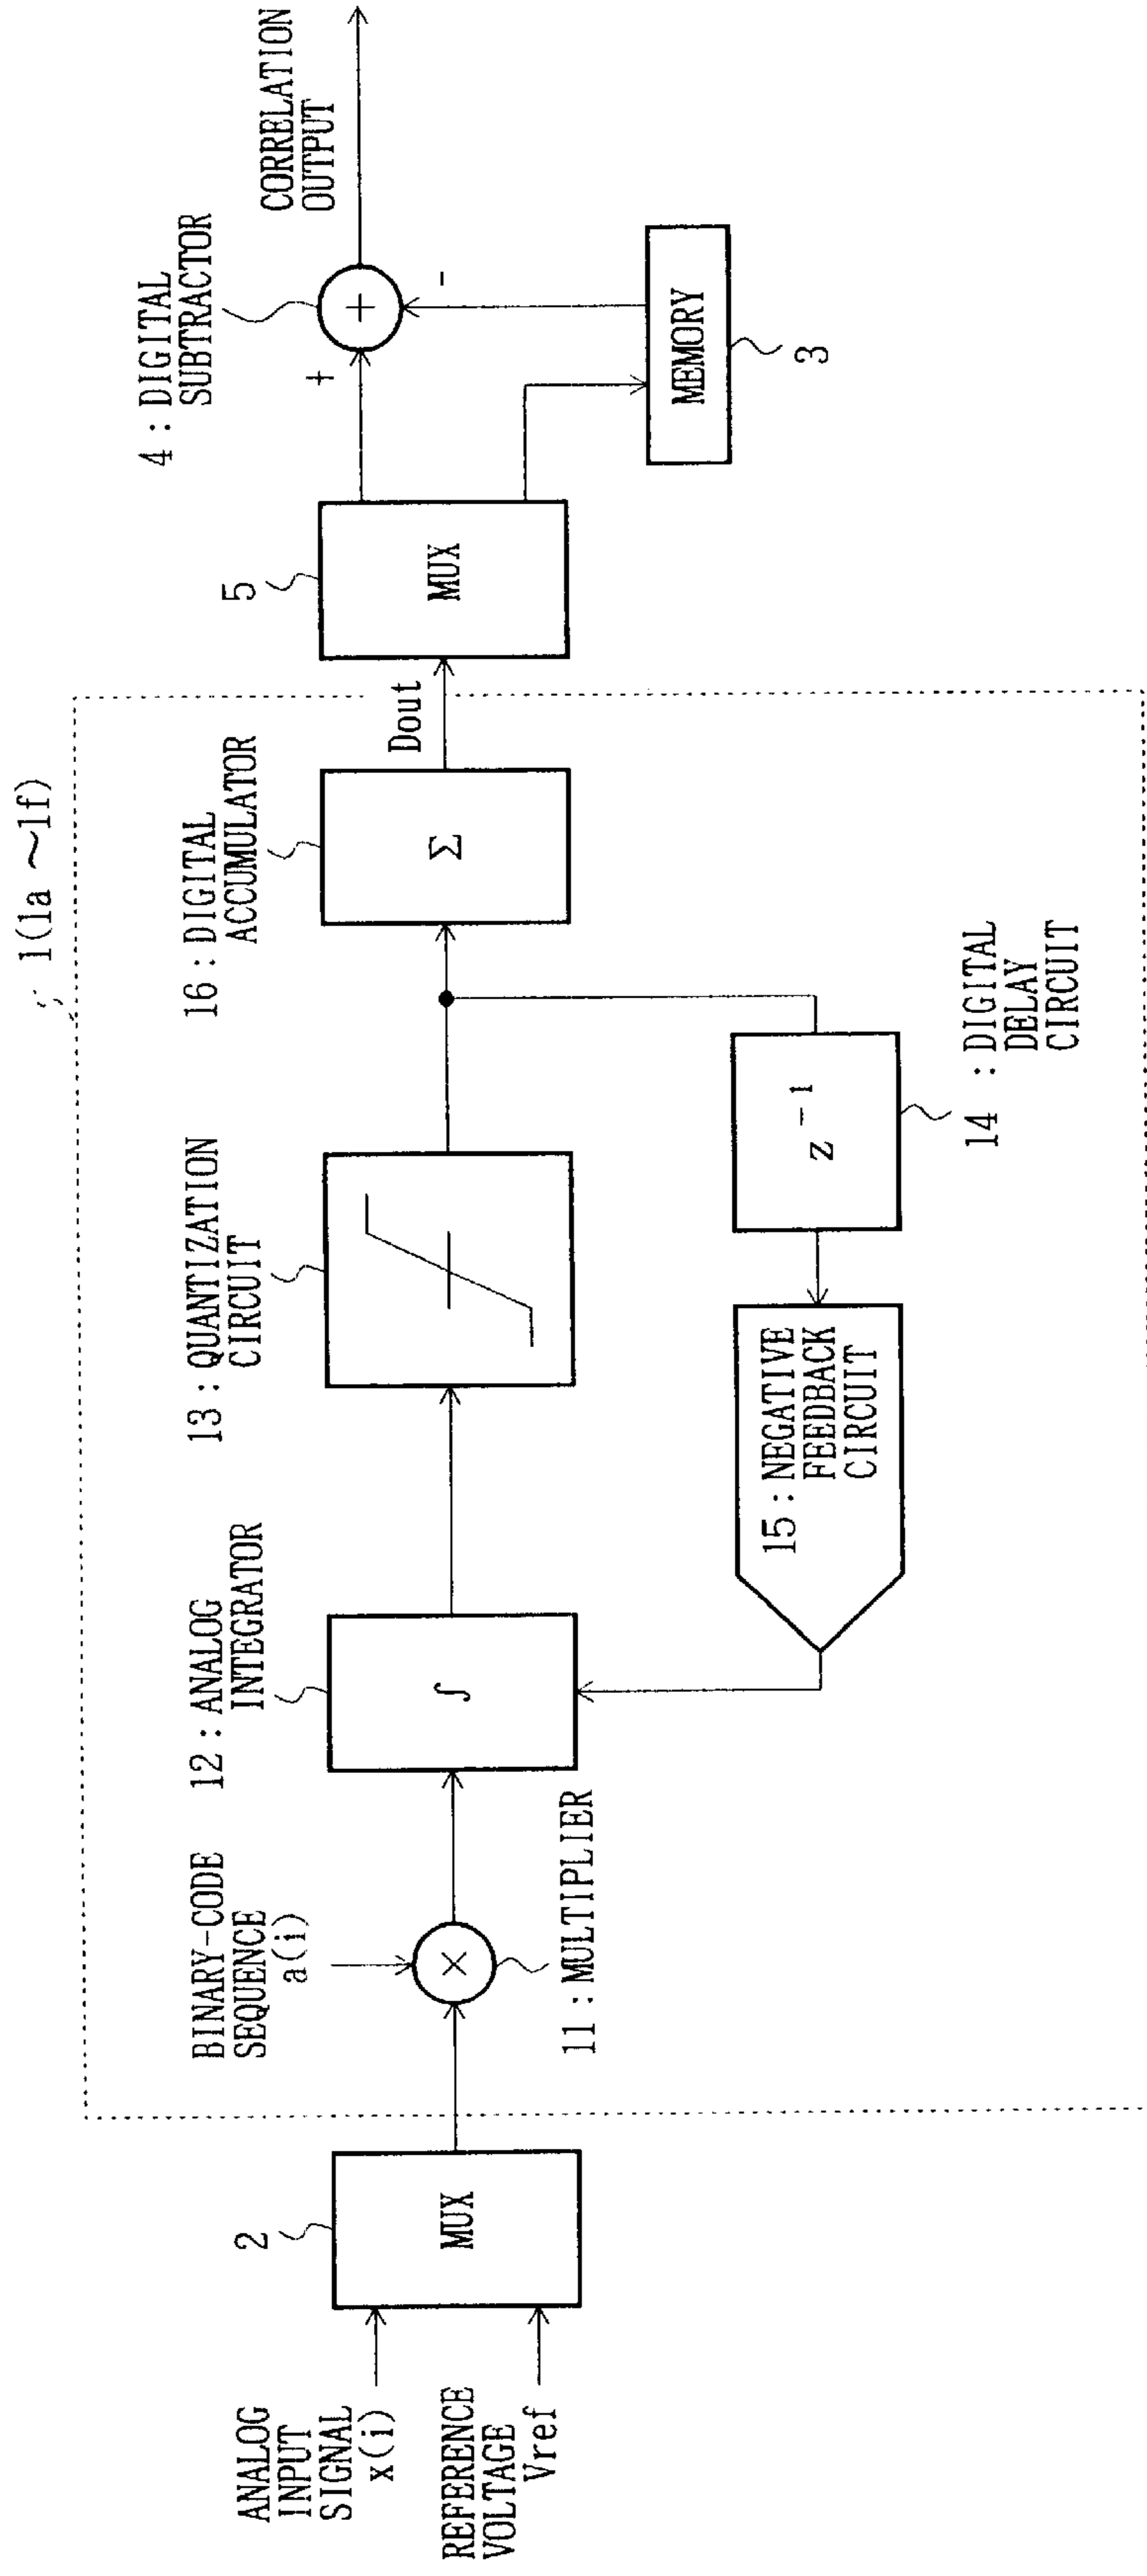 1(1a ~1f)
ANALOG
INPUT
SIGNAL
x(i)
REFERENCE
VOLTAGE
Vref
2
MUX
BINARY-CODE
SEQUENCE
a(i)
×
11 : MULTIPLIER
12 : ANALOG
INTEGRATOR
∫
13 : QUANTIZATION
CIRCUIT
16 : DIGITAL
ACCUMULATOR
Σ
Dout
15 : NEGATIVE
FEEDBACK
CIRCUIT
z⁻¹
14 : DIGITAL
DELAY
CIRCUIT
5
MUX
4 : DIGITAL
SUBTRACTOR
+
+
-
MEMORY
3
CORRELATION
OUTPUT